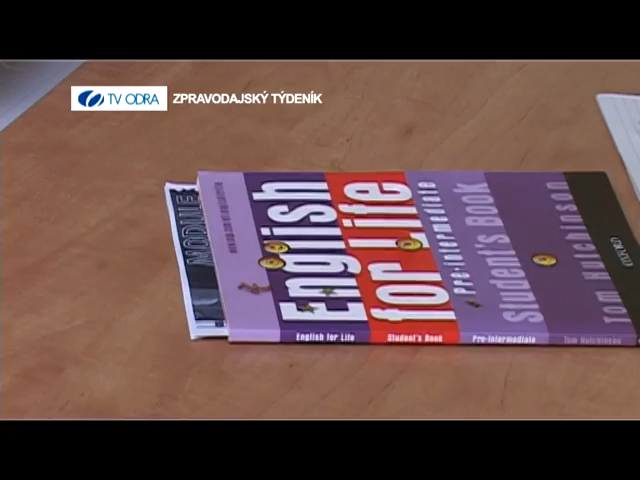 TV ODRA ZPRAVODAJSKÝ TÝDENÍK
MODULE
English
for Life
Pre-intermediate
Student's Book
Tom Hutchinson
OXFORD
English for Life Student's Book Pre-intermediate Tom Hutchinson